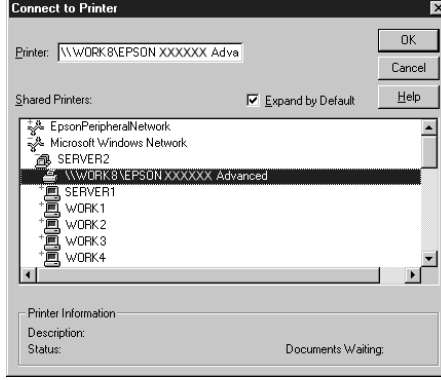 Connect to Printer
Printer: \\WORK8\EPSON XXXXXX Adva
OK
Cancel
Shared Printers:
Expand by Default
Help
EpsonPeripheralNetwork
Microsoft Windows Network
SERVER2
\\WORK8\EPSON XXXXXX Advanced
SERVER1
WORK1
WORK2
WORK3
WORK4
Printer Information
Description:
Status:
Documents Waiting: